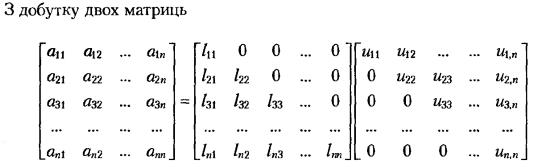 З добутку двох матриць
a11 a12 ... a1n l11 0 0 ... 0 u11 u12 ... ... u1,n
a21 a22 ... a2n l21 l22 0 ... 0 0 u22 u23 ... u2,n
a31 a32 ... a3n = l31 l32 l33 ... 0 0 0 u33 ... u3,n
... ... ... ... ... ... ... ... ... ... ... ... ... ...
an1 an2 ... ann ln1 ln2 ln3 ... lnn 0 0 0 ... un,n